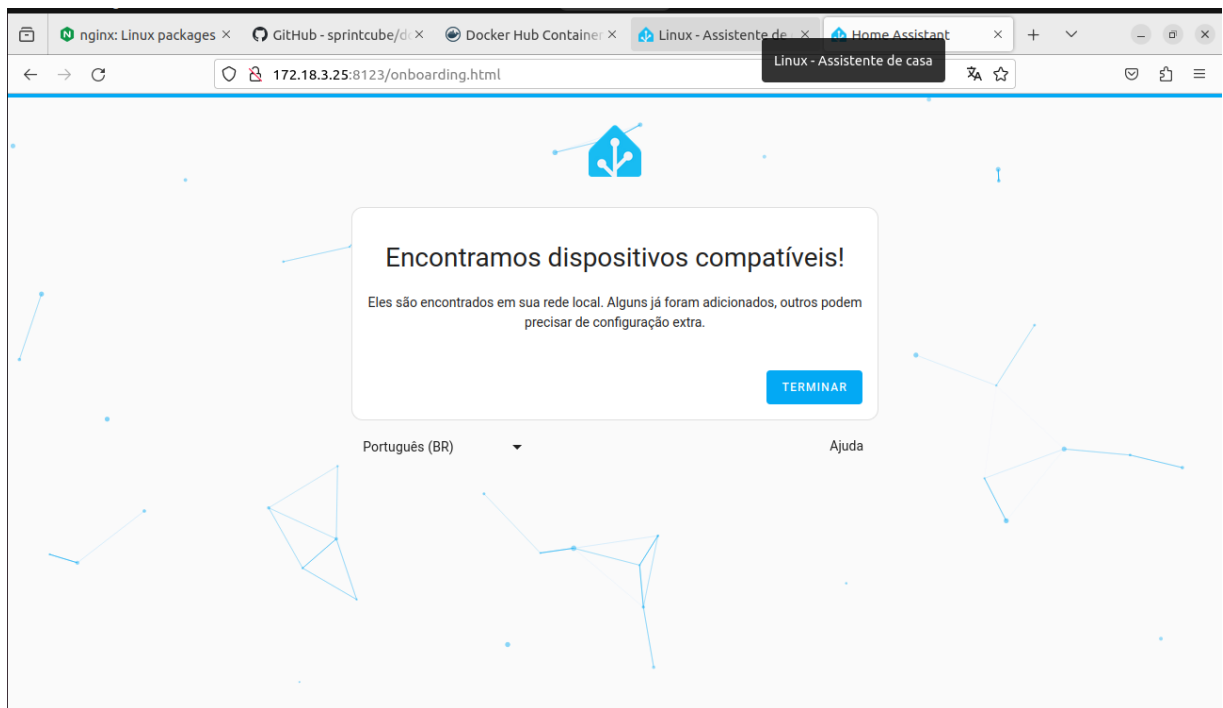 nginx: Linux packages
GitHub - sprintcube/do
Docker Hub Container
Linux - Assistente de
Home Assistant
172.18.3.25:8123/onboarding.html
Linux - Assistente de casa
Encontramos dispositivos compatíveis!
Eles são encontrados em sua rede local. Alguns já foram adicionados, outros podem
precisar de configuração extra.
TERMINAR
Português (BR)
Ajuda